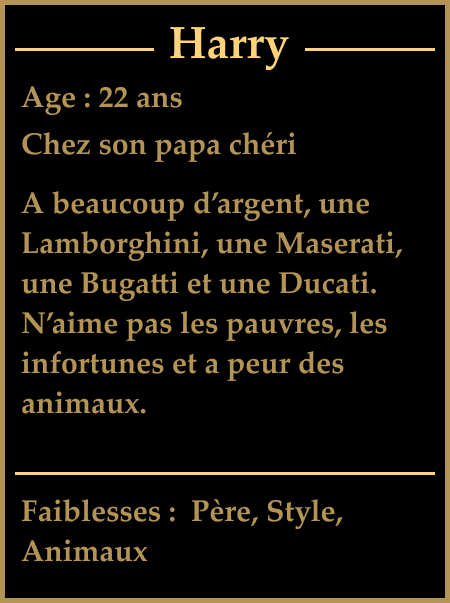 Harry
Age : 22 ans
Chez son papa chéri
A beaucoup d’argent, une
Lamborghini, une Maserati,
une Bugatti et une Ducati.
N’aime pas les pauvres, les
infortunes et a peur des
animaux.
Faiblesses :  Père, Style,
Animaux